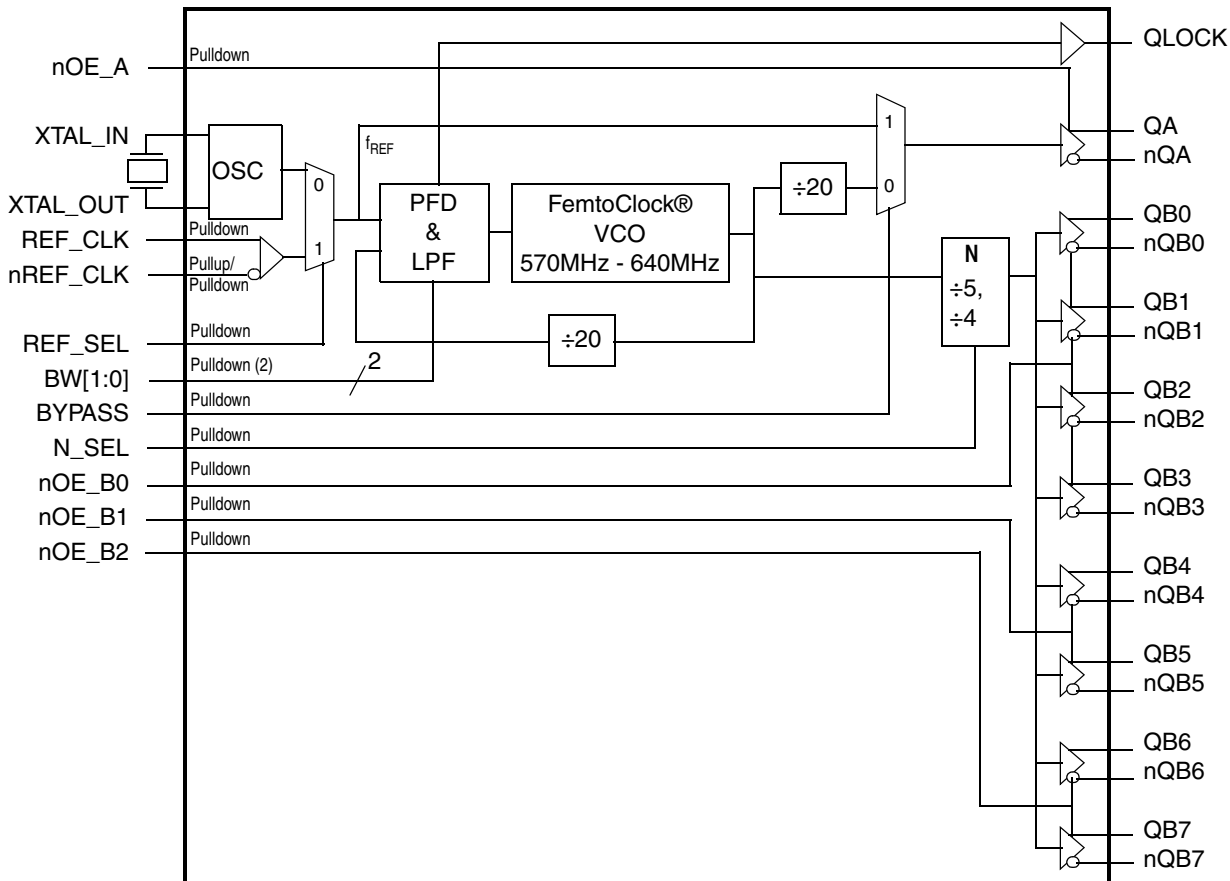 nOE_A
XTAL_IN
XTAL_OUT
REF_CLK
nREF_CLK
REF_SEL
BW[1:0]
BYPASS
N_SEL
nOE_B0
nOE_B1
nOE_B2
Pulldown
Pulldown
Pullup/
Pulldown
Pulldown
Pulldown (2)
Pulldown
Pulldown
Pulldown
Pulldown
Pulldown
OSC
0
1
fREF
PFD
&
LPF
FemtoClock®
VCO
570MHz - 640MHz
÷20
÷20
2
1
0
N
÷5,
÷4
QLOCK
QA
nQA
QB0
nQB0
QB1
nQB1
QB2
nQB2
QB3
nQB3
QB4
nQB4
QB5
nQB5
QB6
nQB6
QB7
nQB7